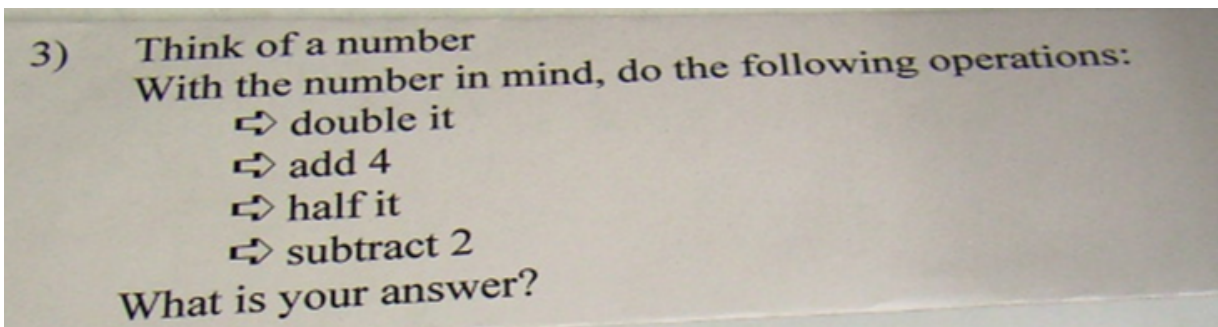 3) Think of a number
With the number in mind, do the following operations:
⇨ double it
⇨ add 4
⇨ half it
⇨ subtract 2
What is your answer?